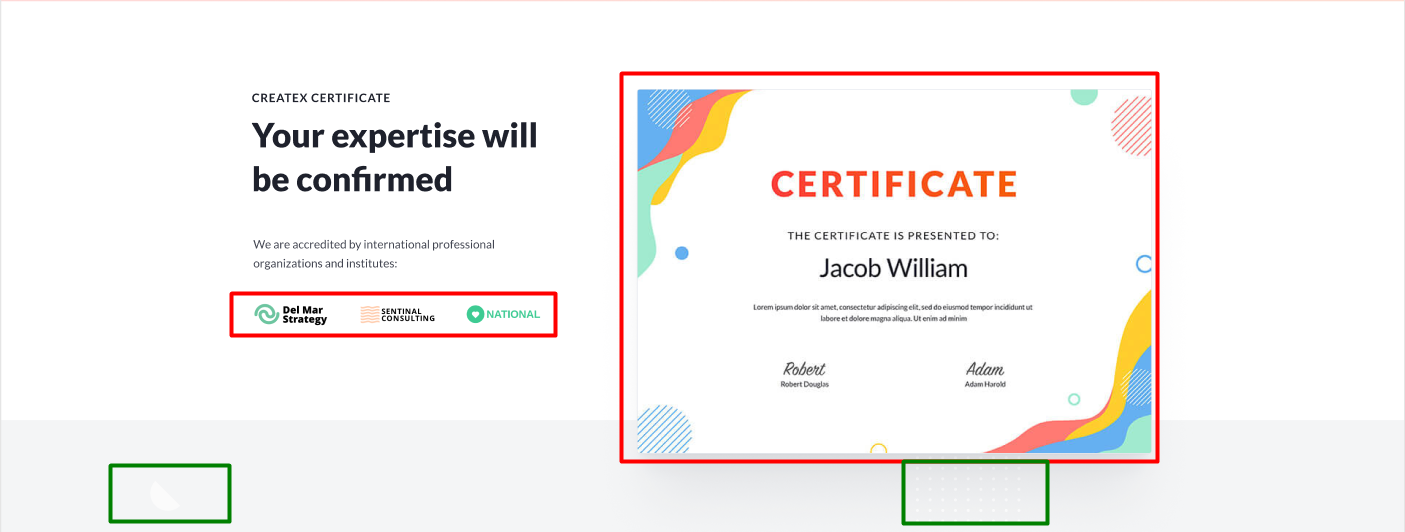 CREATEX CERTIFICATE
Your expertise will
be confirmed
We are accredited by international professional
organizations and institutes:
Del Mar
Strategy
SENTINAL
CONSULTING
NATIONAL
CERTIFICATE
THE CERTIFICATE IS PRESENTED TO:
Jacob William
Lorem ipsum dolor sit amet, consectetur adipiscing elit, sed do eiusmod tempor incididunt ut
labore et dolore magna aliqua. Ut enim ad minim
Robert
Robert Douglas
Adam
Adam Harold